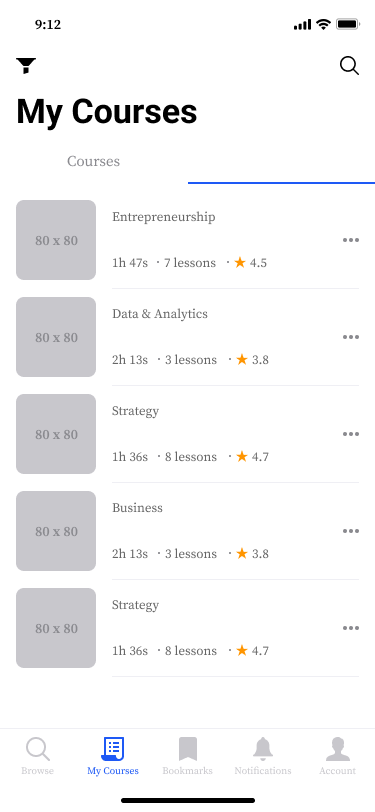 9:12
My Courses
Courses
80 x 80
Entrepreneurship
1h 47s · 7 lessons · ★ 4.5
80 x 80
Data & Analytics
2h 13s · 3 lessons · ★ 3.8
80 x 80
Strategy
1h 36s · 8 lessons · ★ 4.7
80 x 80
Business
2h 13s · 3 lessons · ★ 3.8
80 x 80
Strategy
1h 36s · 8 lessons · ★ 4.7
Browse My Courses Bookmarks Notifications Account